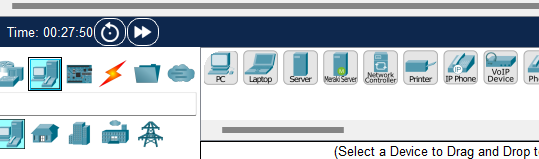 Time: 00:27:50
PC
Laptop
Server
Meraki Server
Network Controller
Printer
IP
IP Phone
VoIP Device
(Select a Device to Drag and Drop t